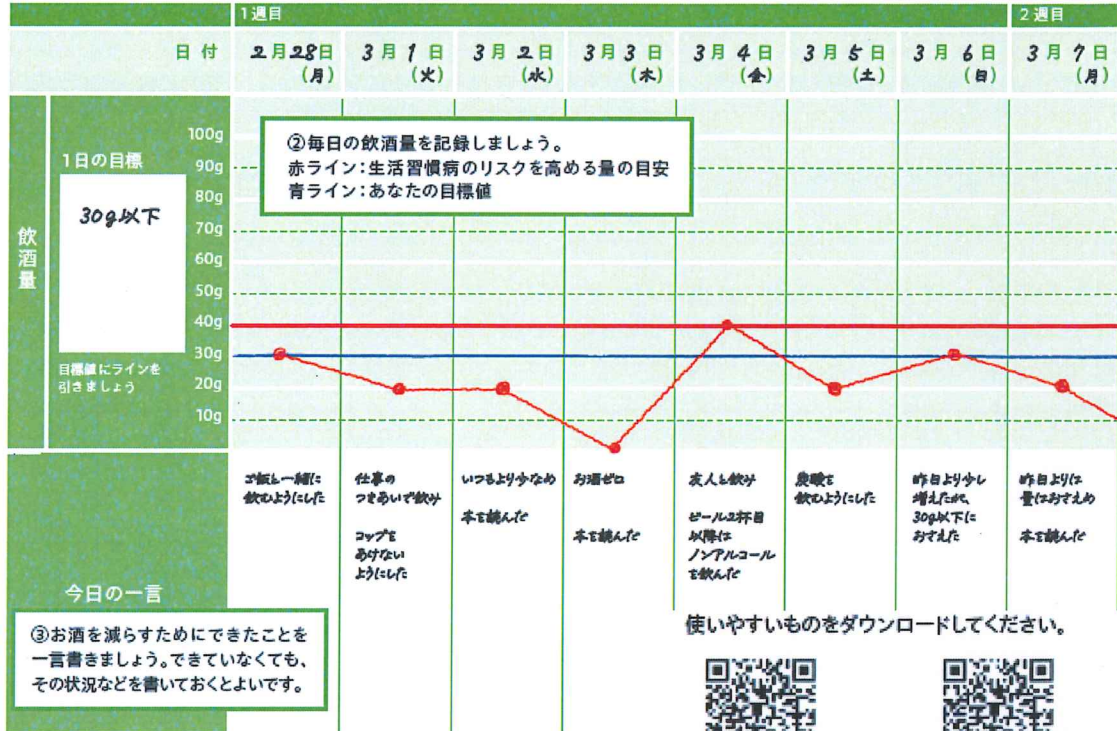 1週目
2週目
日付
2月28日
(月)
3月1日
(火)
3月2日
(水)
3月3日
(木)
3月4日
(金)
3月5日
(土)
3月6日
(日)
3月7日
(月)
飲酒量
1日の目標
30g以下
目標値にラインを
引きましょう
100g
90g
80g
70g
60g
50g
40g
30g
20g
10g
②毎日の飲酒量を記録しましょう。
赤ライン:生活習慣病のリスクを高める量の目安
青ライン:あなたの目標値
今日の一言
ご飯と一緒に
飲むようにした
仕事の
つきあいで飲み
コップを
あけない
ようにした
いつもより少なめ
本を読んだ
お酒ゼロ
本を読んだ
友人と飲み
ビール2杯目
以降は
ノンアルコール
を飲んだ
炭酸を
飲むようにした
昨日より少し
増えたが、
30g以下に
おさえた
昨日よりは
量はおさえめ
本を読んだ
③お酒を減らすためにできたことを
一言書きましょう。できていなくても、
その状況などを書いておくとよいです。
使いやすいものをダウンロードしてください。